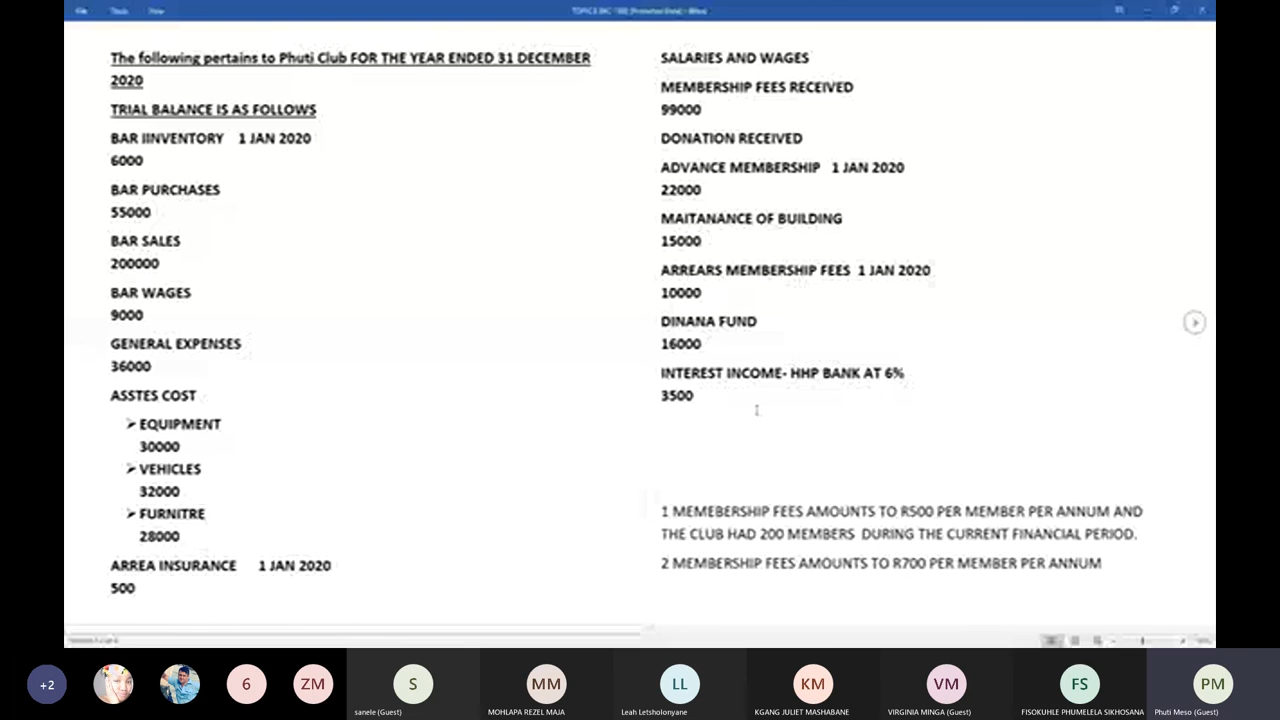 File Tools View
The following pertains to Phuti Club FOR THE YEAR ENDED 31 DECEMBER
2020
TRIAL BALANCE IS AS FOLLOWS
BAR IINVENTORY 1 JAN 2020
6000
BAR PURCHASES
55000
BAR SALES
200000
BAR WAGES
9000
GENERAL EXPENSES
36000
ASSTES COST
➢ EQUIPMENT
30000
➢ VEHICLES
32000
➢ FURNITRE
28000
ARREA INSURANCE 1 JAN 2020
500
SALARIES AND WAGES
MEMBERSHIP FEES RECEIVED
99000
DONATION RECEIVED
ADVANCE MEMBERSHIP 1 JAN 2020
22000
MAITANANCE OF BUILDING
15000
ARREARS MEMBERSHIP FEES 1 JAN 2020
10000
DINANA FUND
16000
INTEREST INCOME- HHP BANK AT 6%
3500
1 MEMEBERSHIP FEES AMOUNTS TO R500 PER MEMBER PER ANNUM AND
THE CLUB HAD 200 MEMBERS DURING THE CURRENT FINANCIAL PERIOD.
2 MEMBERSHIP FEES AMOUNTS TO R700 PER MEMBER PER ANNUM
+2
6
ZM
S
MM
LL
KM
VM
FS
PM
sanele (Guest)
MOHLAPA REZEL MAJA
Leah Letsholonyane
KGANG JULIET MASHABANE
VIRGINIA MINGA (Guest)
FISOKUHLE PHUMELELA SIKHOSANA
Phuti Meso (Guest)